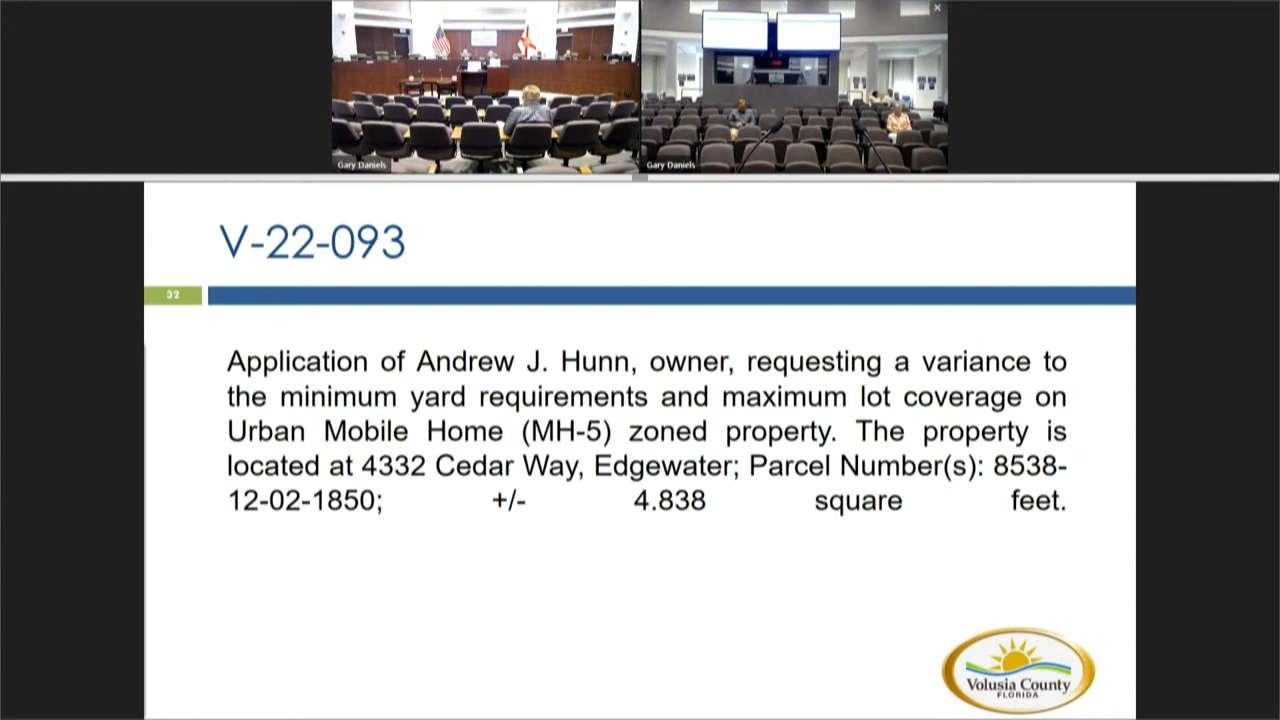 Gary Daniels
Gary Daniels
V-22-093
32
Application of Andrew J. Hunn, owner, requesting a variance to
the minimum yard requirements and maximum lot coverage on
Urban Mobile Home (MH-5) zoned property. The property is
located at 4332 Cedar Way, Edgewater; Parcel Number(s): 8538-
12-02-1850; +/- 4.838 square feet.
Volusia County
FLORIDA